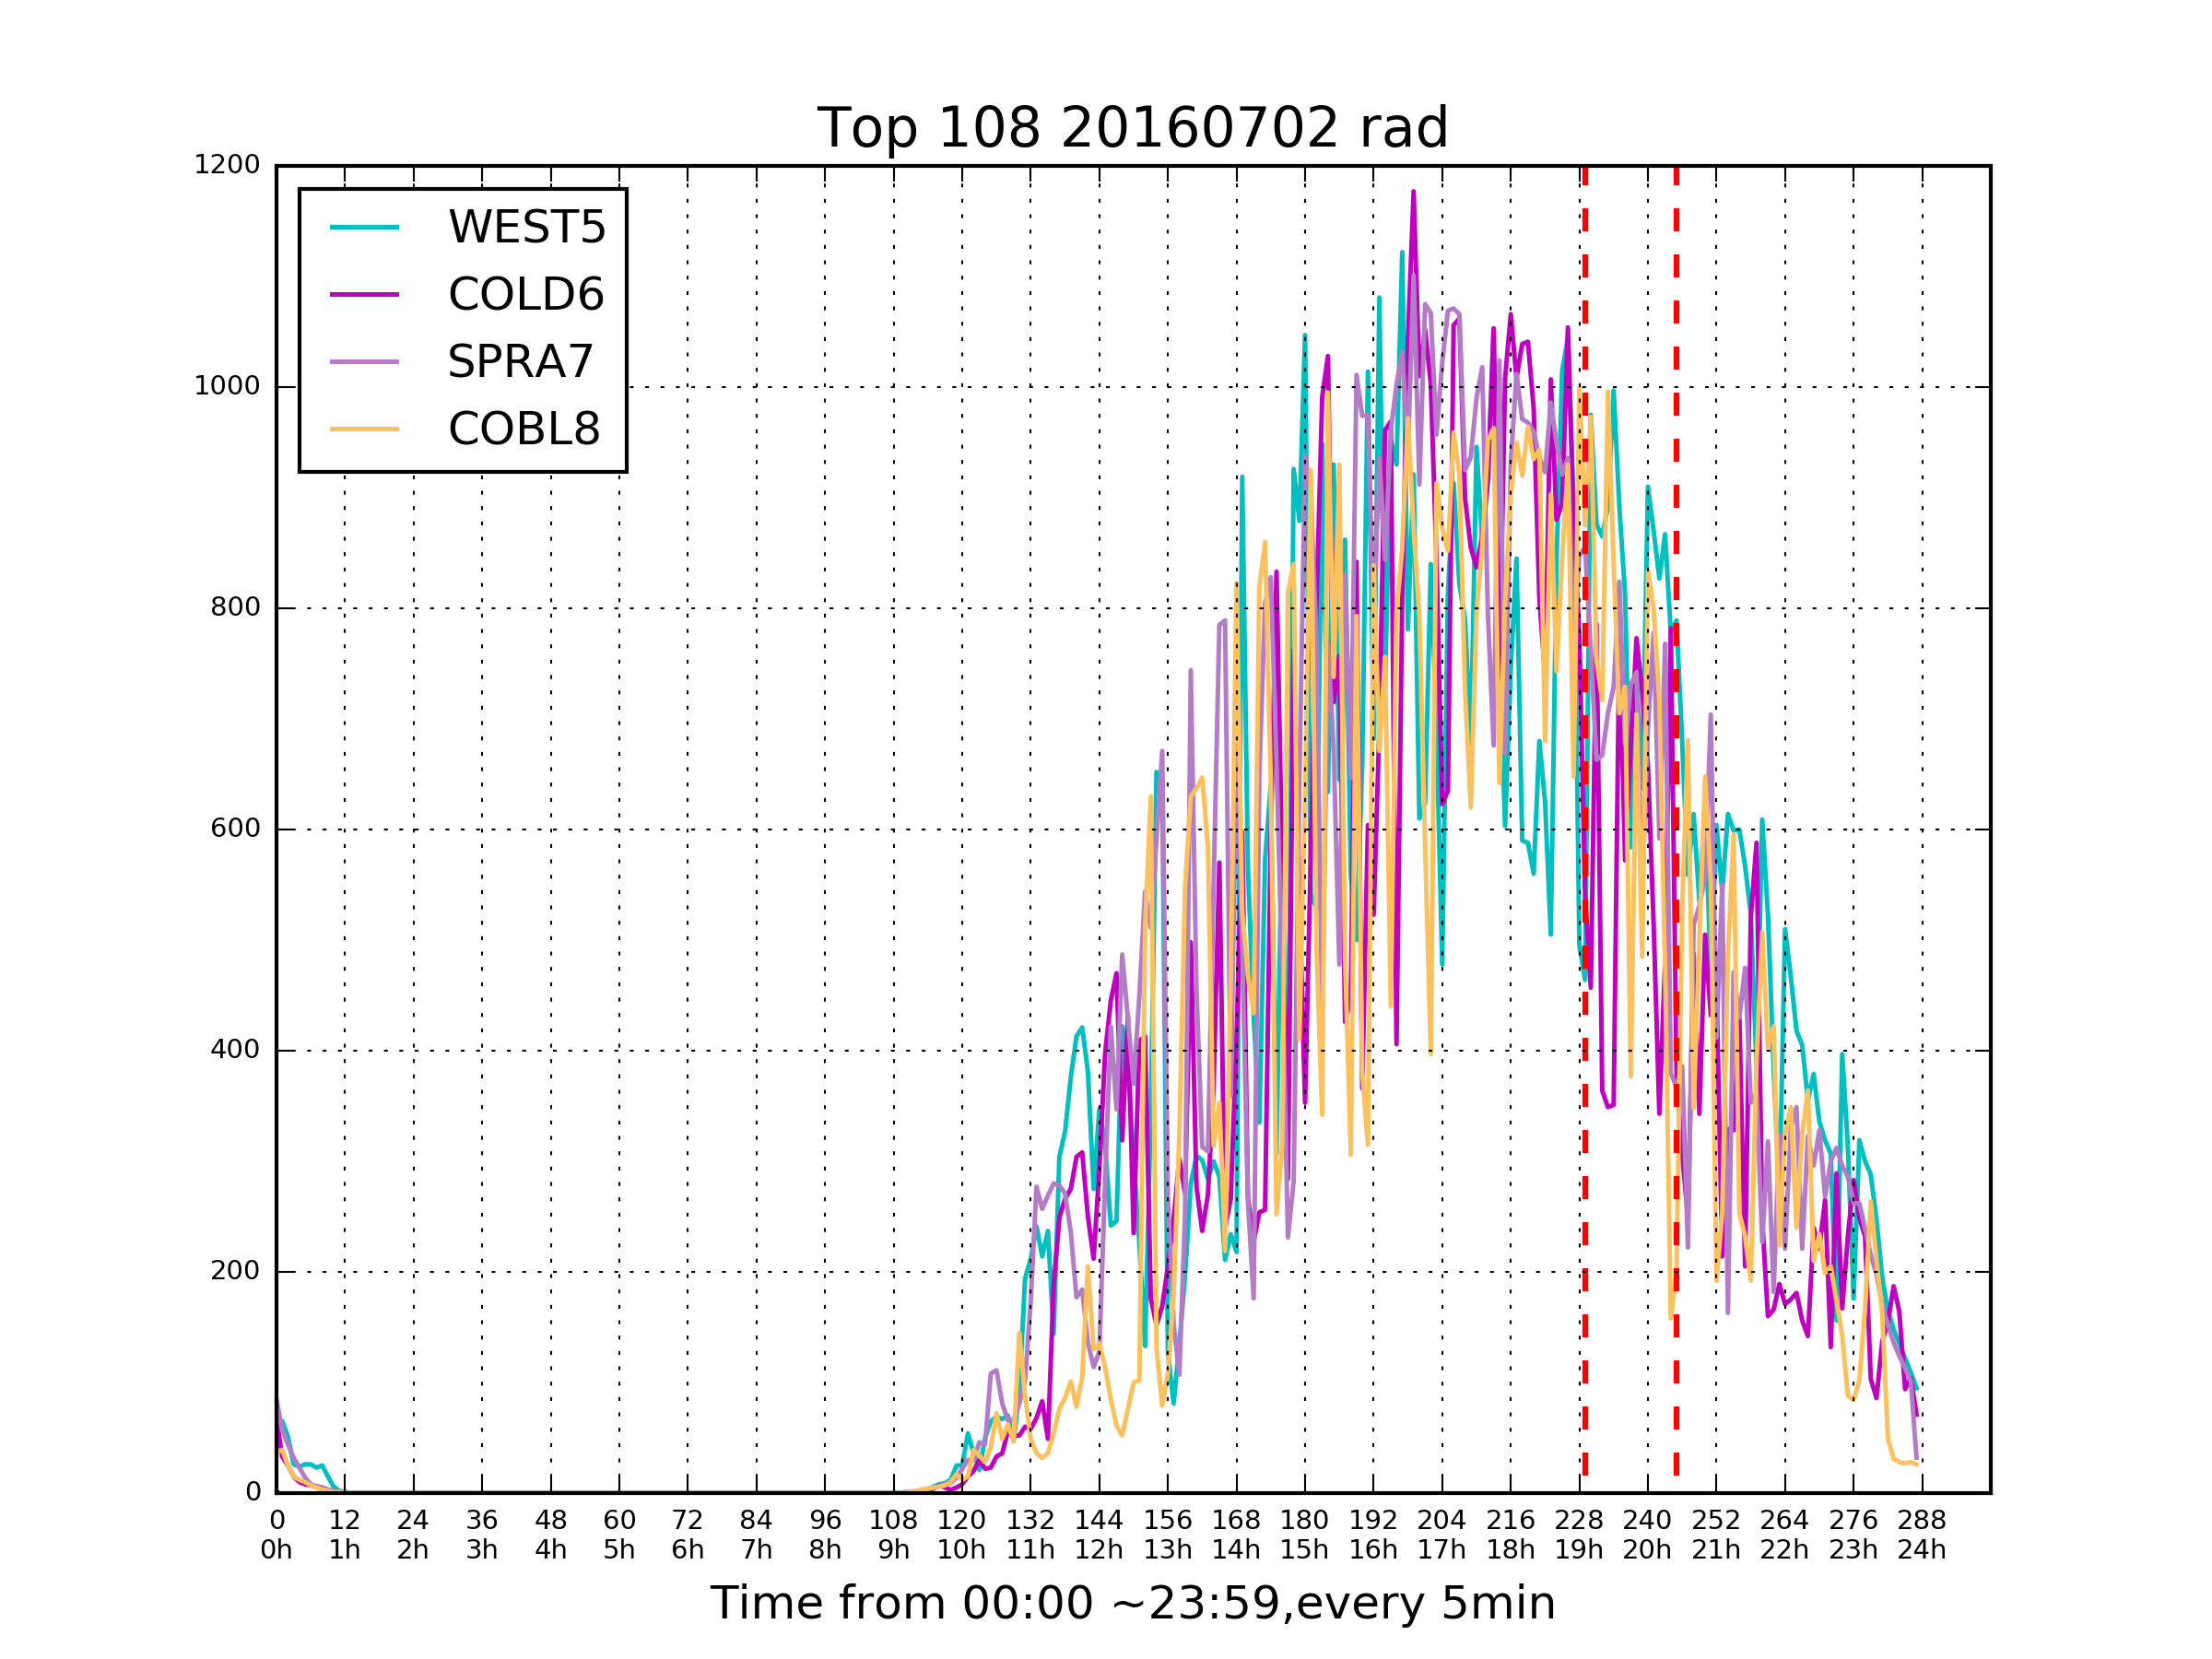 Top 108 20160702 rad
1200
1000
800
600
400
200
0
WEST5
COLD6
SPRA7
COBL8
0 12 24 36 48 60 72 84 96 108 120 132 144 156 168 180 192 204 216 228 240 252 264 276 288
0h 1h 2h 3h 4h 5h 6h 7h 8h 9h 10h 11h 12h 13h 14h 15h 16h 17h 18h 19h 20h 21h 22h 23h 24h
Time from 00:00 ~23:59,every 5min